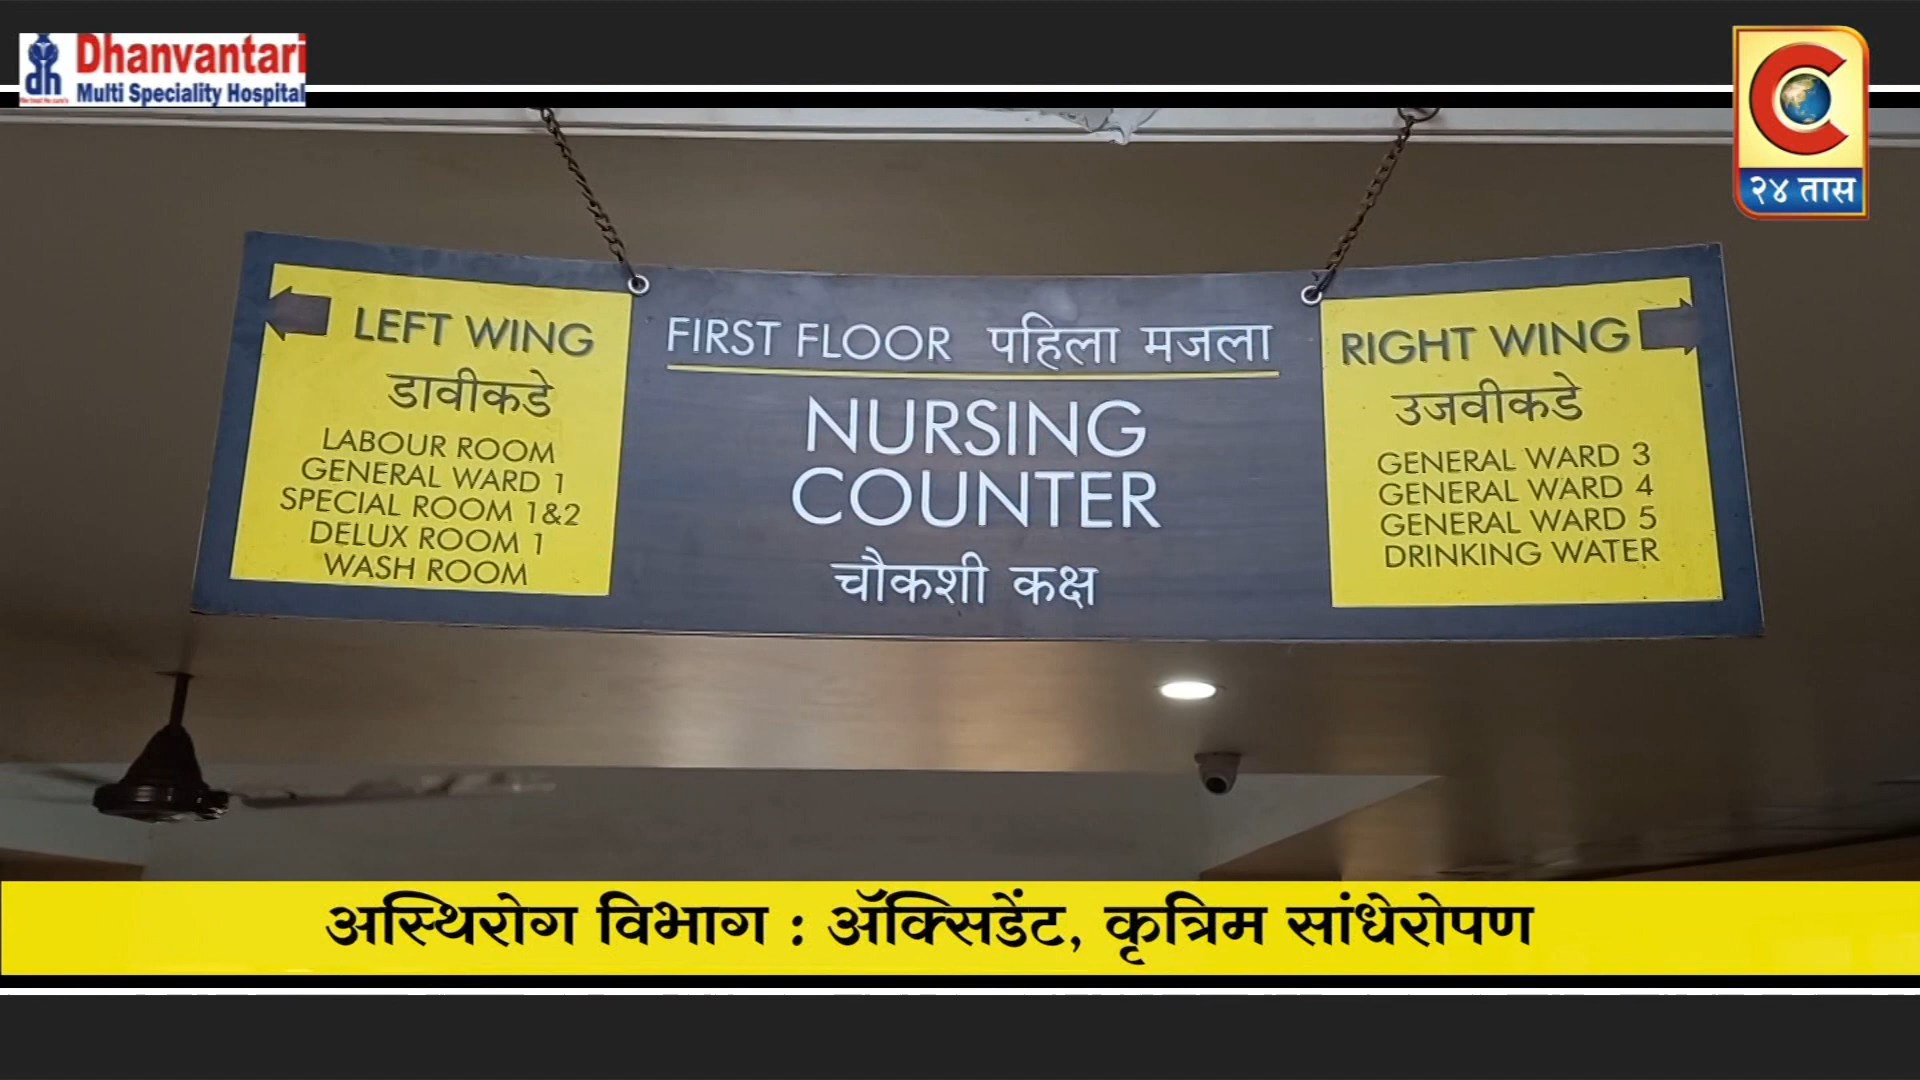 Dhanvantari
Multi Speciality Hospital
२४ तास
LEFT WING
डावीकडे
LABOUR ROOM
GENERAL WARD 1
SPECIAL ROOM 1&2
DELUX ROOM 1
WASH ROOM
FIRST FLOOR पहिला मजला
NURSING
COUNTER
चौकशी कक्ष
RIGHT WING
उजवीकडे
GENERAL WARD 3
GENERAL WARD 4
GENERAL WARD 5
DRINKING WATER
अस्थिरोग विभाग : ॲक्सिडेंट, कृत्रिम सांधेरोपण